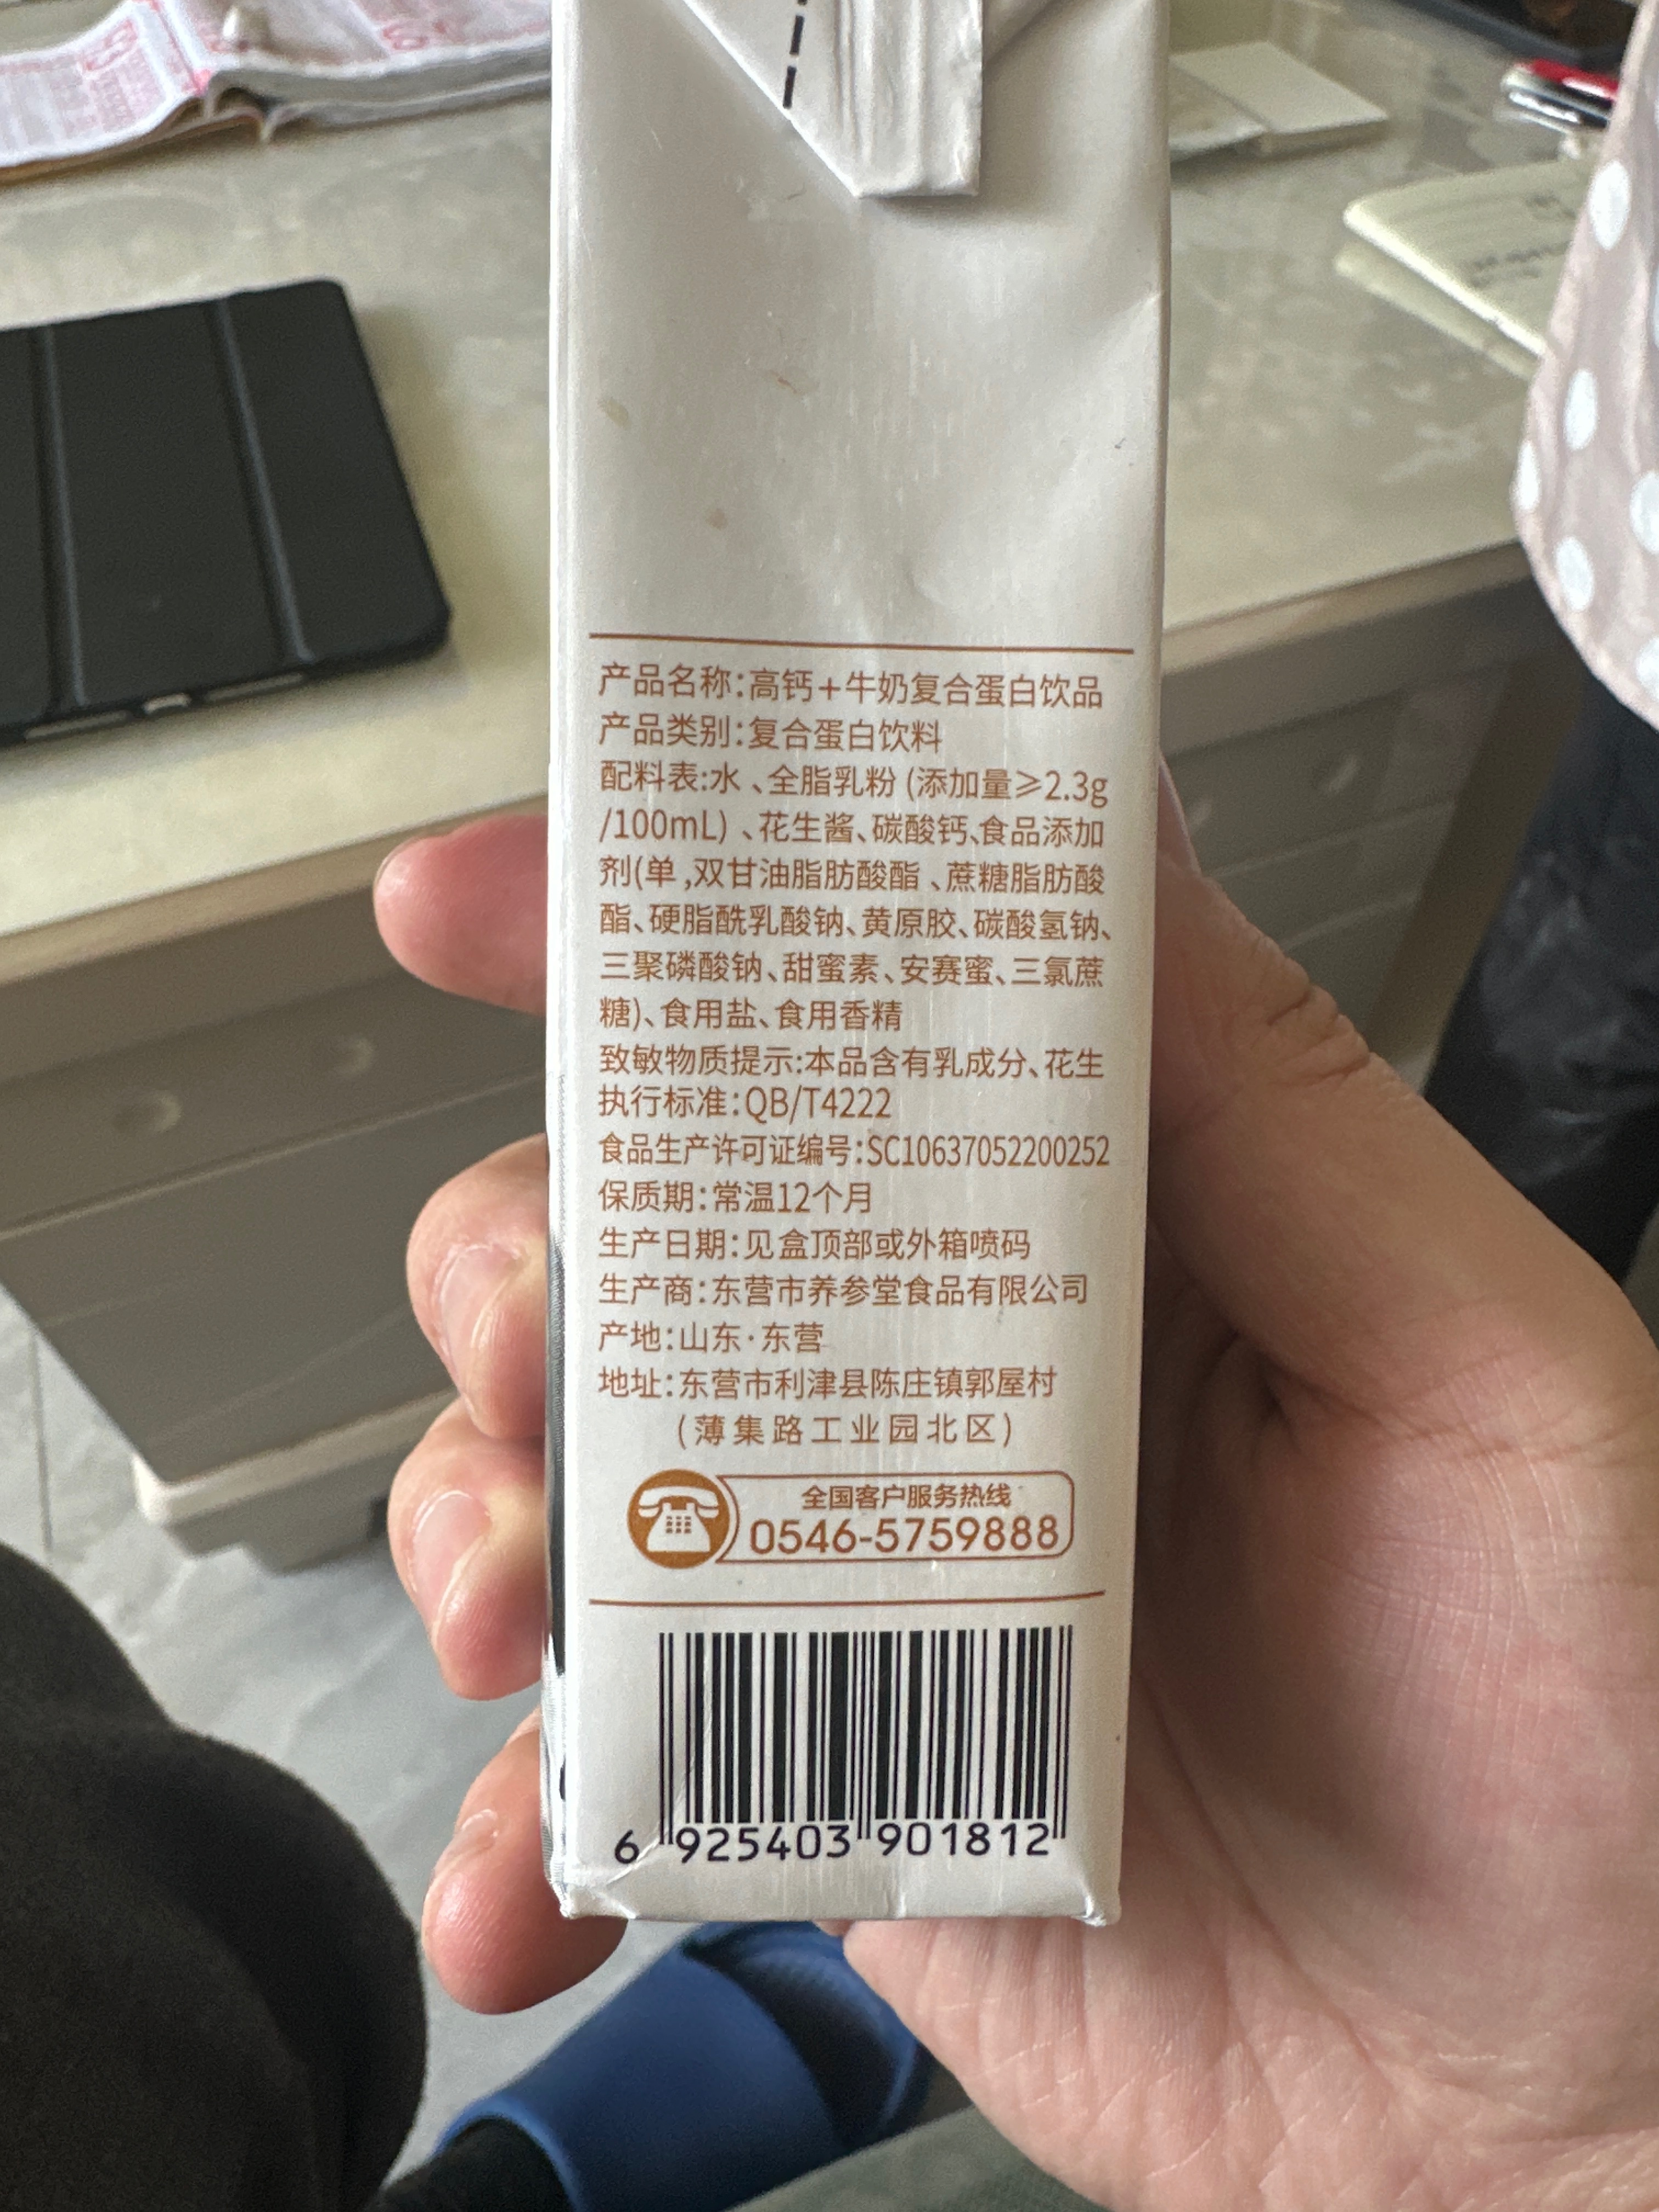 产品名称:高钙+牛奶复合蛋白饮品
产品类别:复合蛋白饮料
配料表:水、全脂乳粉(添加量≥2.3g
/100mL)、花生酱、碳酸钙、食品添加
剂(单,双甘油脂肪酸酯、蔗糖脂肪酸
酯、硬脂酰乳酸钠、黄原胶、碳酸氢钠、
三聚磷酸钠、甜蜜素、安赛蜜、三氯蔗
糖)、食用盐、食用香精
致敏物质提示:本品含有乳成分、花生
执行标准:QB/T4222
食品生产许可证编号:SC10637052200252
保质期:常温12个月
生产日期:见盒顶部或外箱喷码
生产商:东营市养参堂食品有限公司
产地:山东·东营
地址:东营市利津县陈庄镇郭屋村
(薄集路工业园北区)
全国客户服务热线
0546-5759888
6 925403 901812